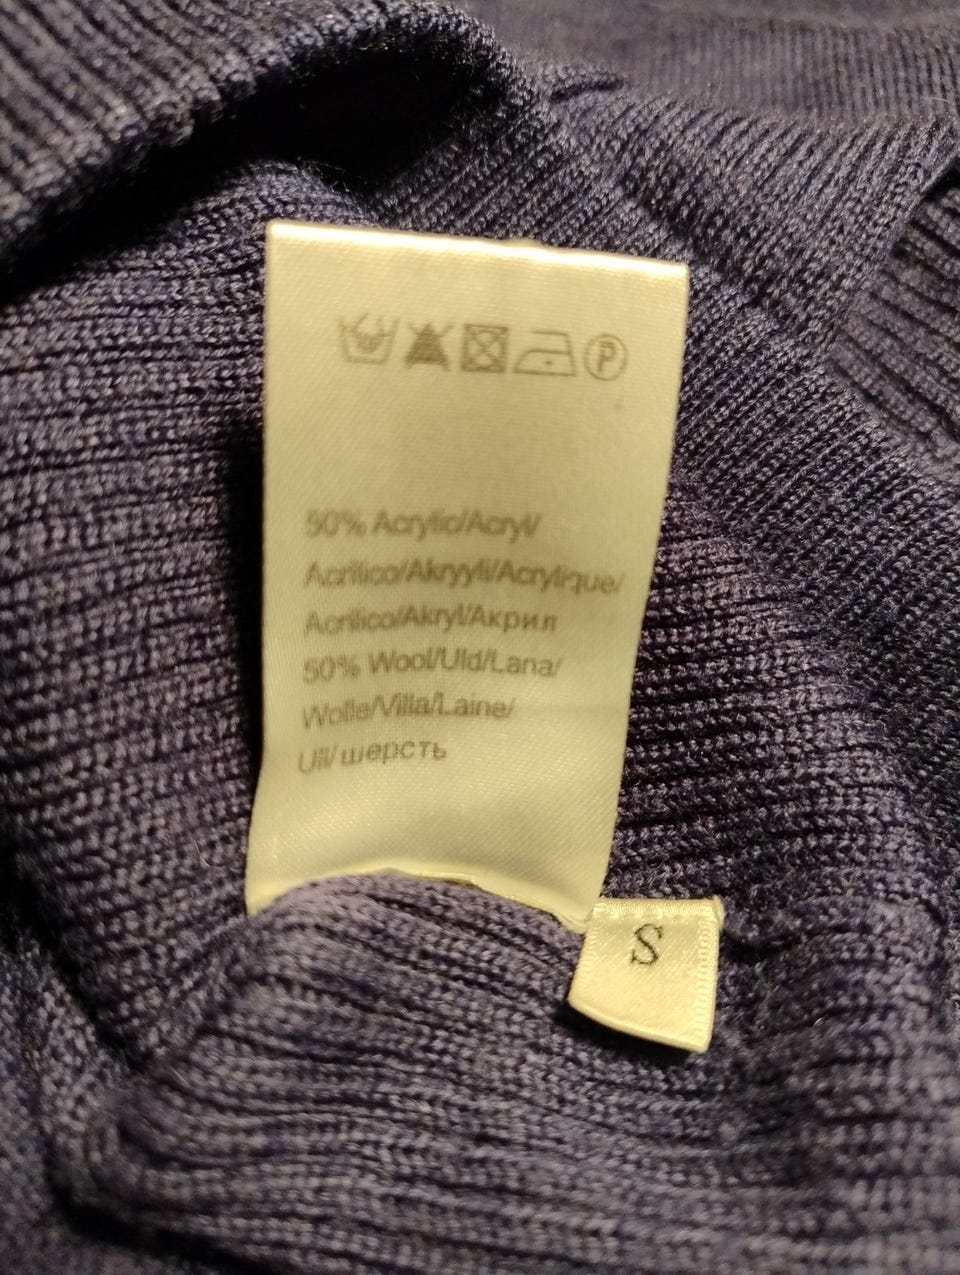 P
50% Acrylic/Acryl/
Acrilico/Akryyli/Acrylique/
Acrilico/Akryl/Акрил
50% Wool/Uld/Lana/
Wolle/Villa/Laine/
Ull/шерсть
S